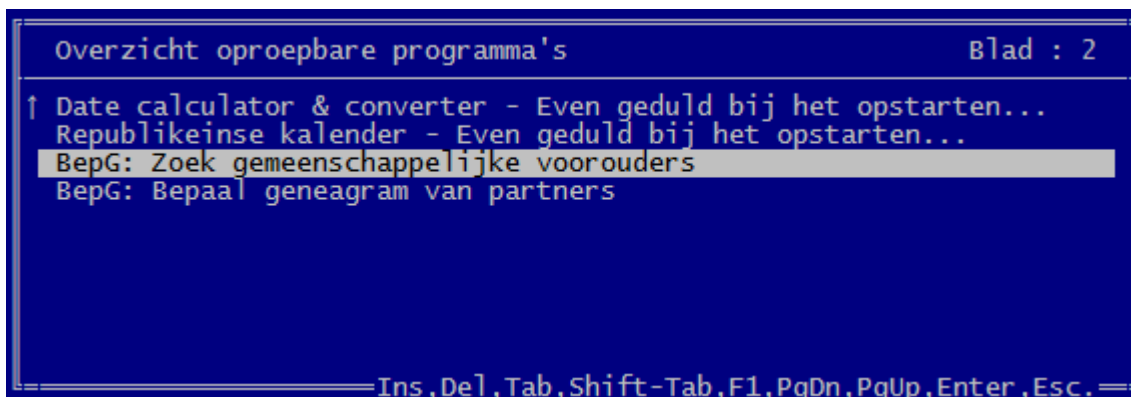 Overzicht oproepbare programma's Blad : 2
↑ Date calculator & converter - Even geduld bij het opstarten...
Republikeinse kalender - Even geduld bij het opstarten...
BepG: Zoek gemeenschappelijke voorouders
BepG: Bepaal geneagram van partners
Ins,Del,Tab,Shift-Tab,F1,PgDn,PgUp,Enter,Esc.